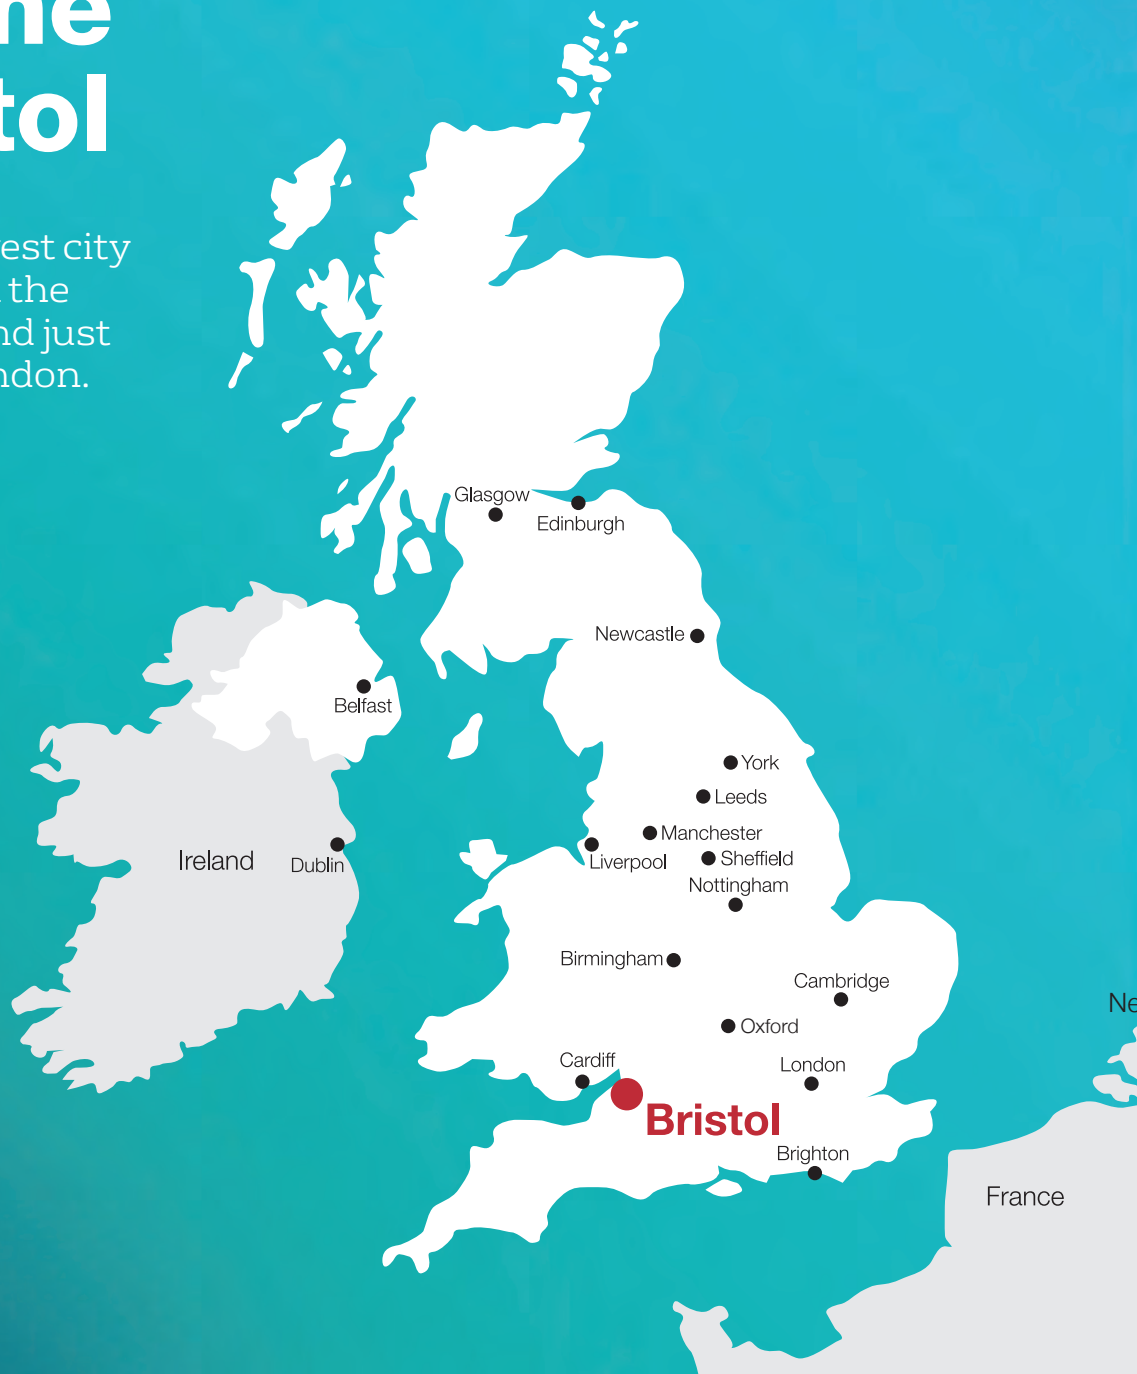 ne
tol
est city
the
nd just
ndon.
Glasgow
Edinburgh
Newcastle
Belfast
York
Leeds
Manchester
Liverpool
Sheffield
Ireland
Dublin
Nottingham
Birmingham
Cambridge
Ne
Oxford
Cardiff
London
Bristol
Brighton
France